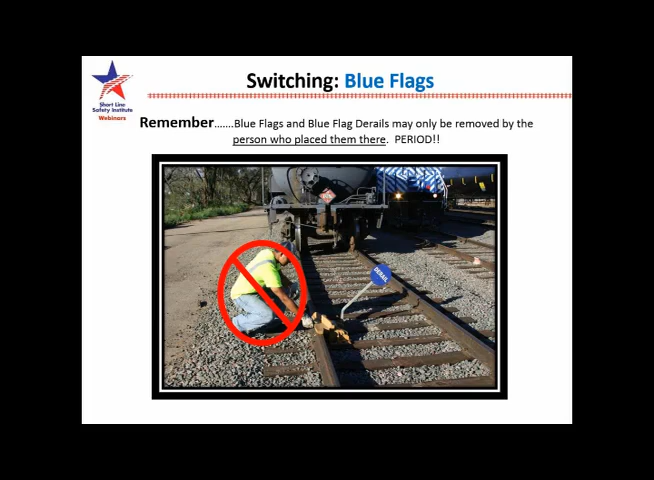 Switching: Blue Flags
Short Line
Safety Institute
Webinars
Remember.......Blue Flags and Blue Flag Derails may only be removed by the
person who placed them there.  PERIOD!!
DERAIL